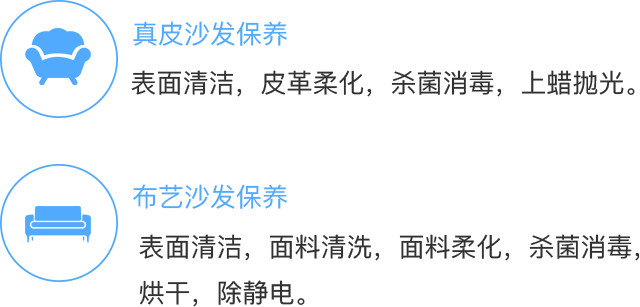 真皮沙发保养
表面清洁，皮革柔化，杀菌消毒，上蜡抛光。
布艺沙发保养
表面清洁，面料清洗，面料柔化，杀菌消毒，
烘干，除静电。